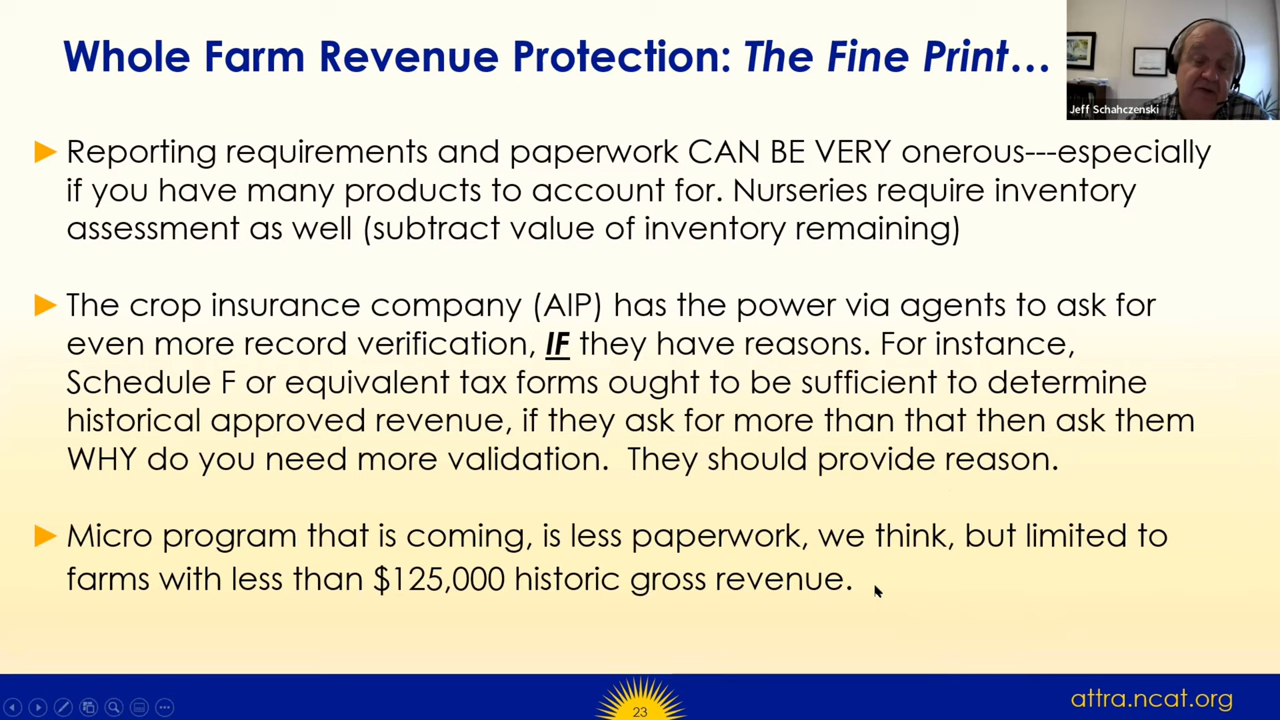 Whole Farm Revenue Protection: The Fine Print...
Jeff Schahczenski
Reporting requirements and paperwork CAN BE VERY onerous---especially
if you have many products to account for. Nurseries require inventory
assessment as well (subtract value of inventory remaining)
The crop insurance company (AIP) has the power via agents to ask for
even more record verification, IF they have reasons. For instance,
Schedule F or equivalent tax forms ought to be sufficient to determine
historical approved revenue, if they ask for more than that then ask them
WHY do you need more validation. They should provide reason.
Micro program that is coming, is less paperwork, we think, but limited to
farms with less than $125,000 historic gross revenue.
23
attra.ncat.org